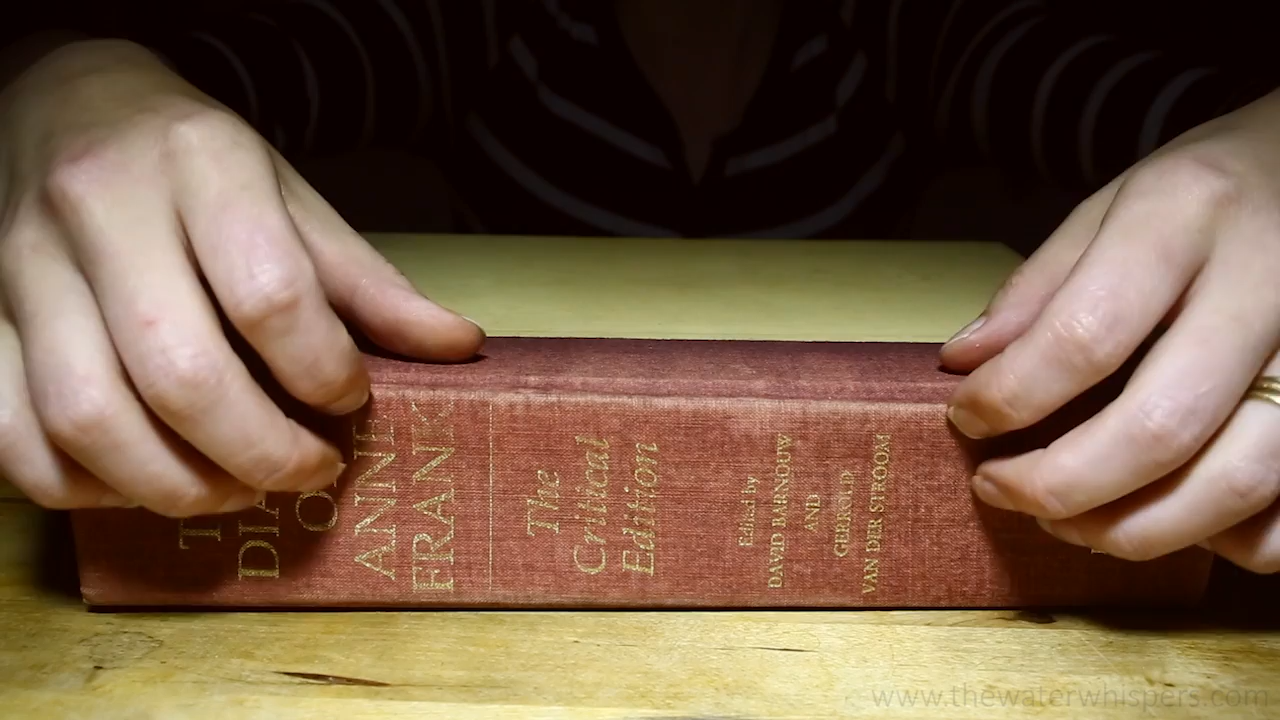 ANNE
FRANK
The
Critical
Edition
Edited by
DAVID BARNOUW
AND
GERROLD
VAN DER STROOM
www.thewaterwhispers.com